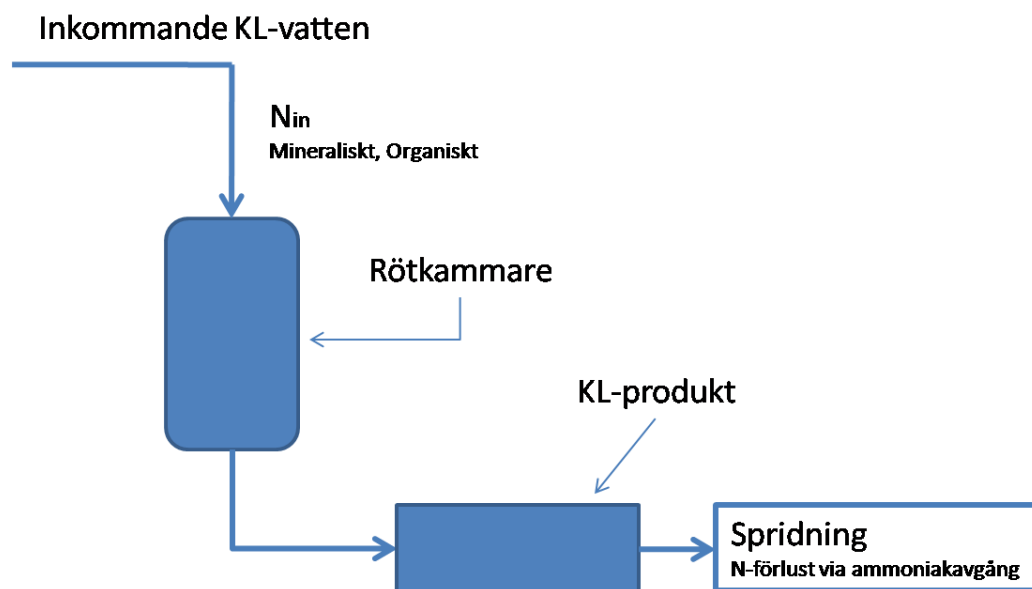 Inkommande KL-vatten
Nin
Mineraliskt, Organiskt
Rötkammare
KL-produkt
Spridning
N-förlust via ammoniakavgång